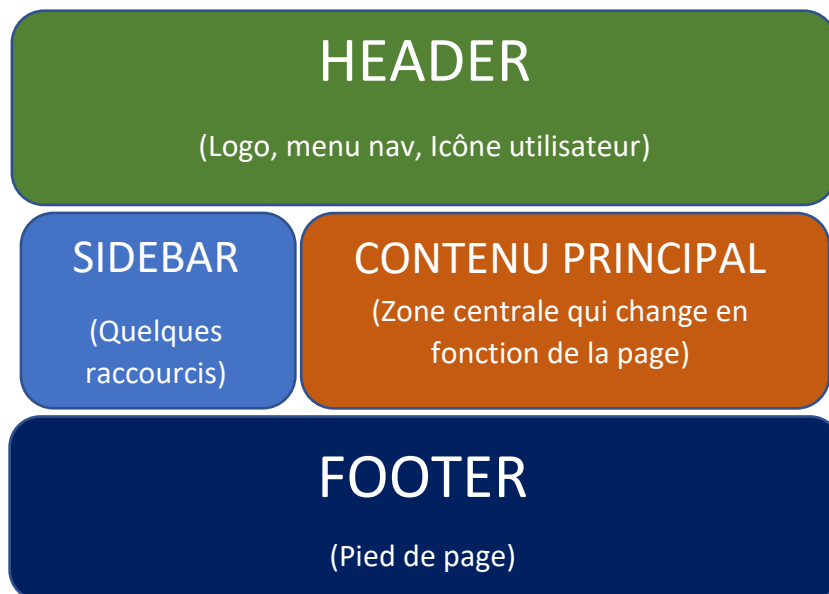 HEADER
(Logo, menu nav, Icône utilisateur)
SIDEBAR
(Quelques
raccourcis)
CONTENU PRINCIPAL
(Zone centrale qui change en
fonction de la page)
FOOTER
(Pied de page)